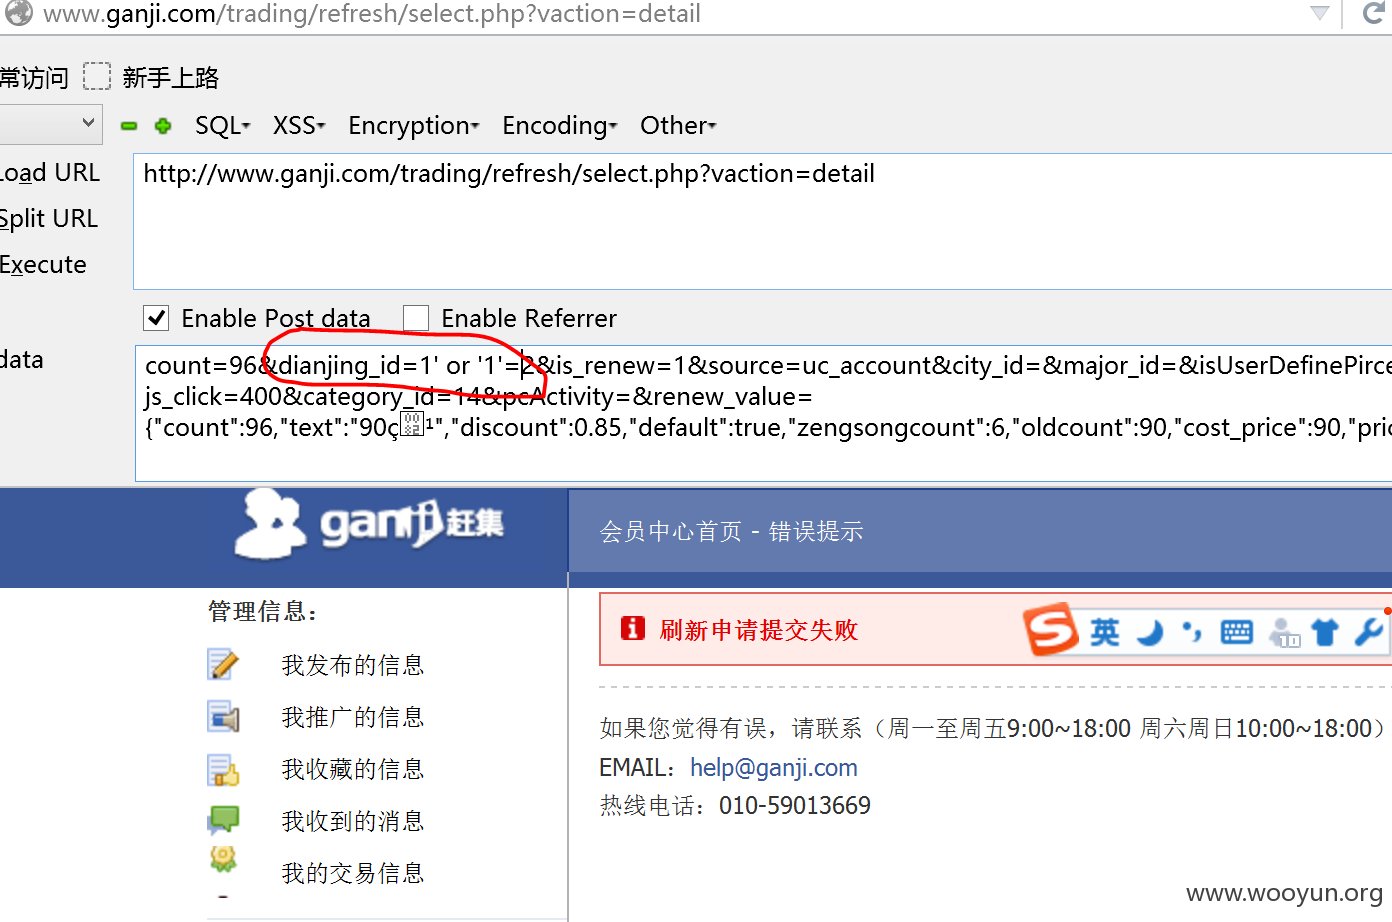 www.ganji.com/trading/refresh/select.php?vaction=detail
常访问 新手上路
SQL XSS Encryption Encoding Other
Load URL
http://www.ganji.com/trading/refresh/select.php?vaction=detail
Split URL
Execute
Enable Post data Enable Referrer
data
count=96&dianjing_id=1' or '1'=2&is_renew=1&source=uc_account&city_id=&major_id=&isUserDefinePirce
js_click=400&category_id=14&pcActivity=&renew_value=
{"count":96,"text":"90ç¹","discount":0.85,"default":true,"zengsongcount":6,"oldcount":90,"cost_price":90,"pric
ganji赶集
会员中心首页 - 错误提示
管理信息：
刷新申请提交失败
英
我发布的信息
我推广的信息
如果您觉得有误，请联系（周一至周五9:00~18:00 周六周日10:00~18:00）
EMAIL：help@ganji.com
我收藏的信息
热线电话：010-59013669
我收到的消息
我的交易信息
www.wooyun.org